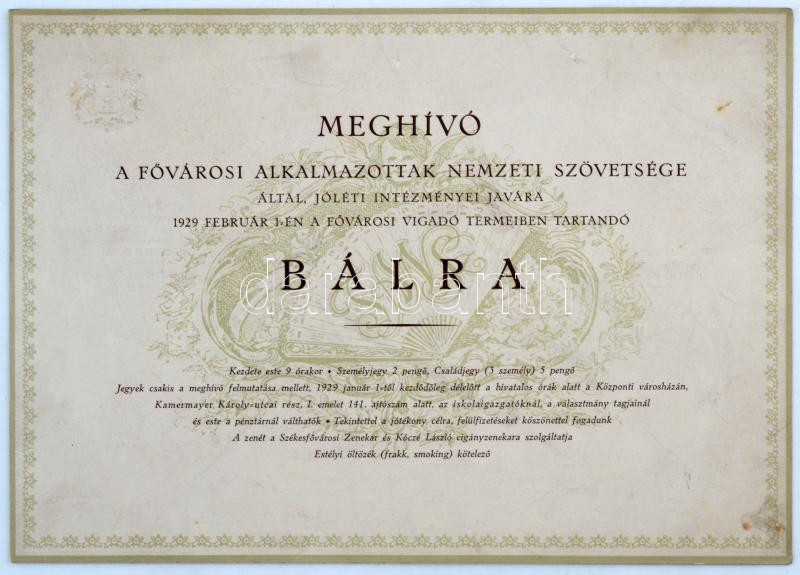 MEGHÍVÓ
A FŐVÁROSI ALKALMAZOTTAK NEMZETI SZÖVETSÉGE
ÁLTAL, JÓLÉTI INTÉZMÉNYEI JAVÁRA
1929 FEBRUÁR 1-ÉN A FŐVÁROSI VIGADÓ TERMEIBEN TARTANDÓ
BÁLRA
darabanth
Kezdete este 9 órakor • Személyjegy 2 pengő, Családjegy (3 személy) 5 pengő
Jegyek csakis a meghívó felmutatása mellett, 1929 január 1-től kezdődőleg délelőtt a hivatalos órák alatt a Központi városházán,
Kamermayer Károly-utcai rész, I. emelet 141. ajtószám alatt, az iskolaigazgatóknál, a választmány tagjainál
és este a pénztárnál válthatók • Tekintettel a jótékony célra, felülfizetéseket köszönettel fogadunk
A zenét a Székesfővárosi Zenekar és Kóczé László cigányzenekara szolgáltatja
Estélyi öltözék (frakk, smoking) kötelező